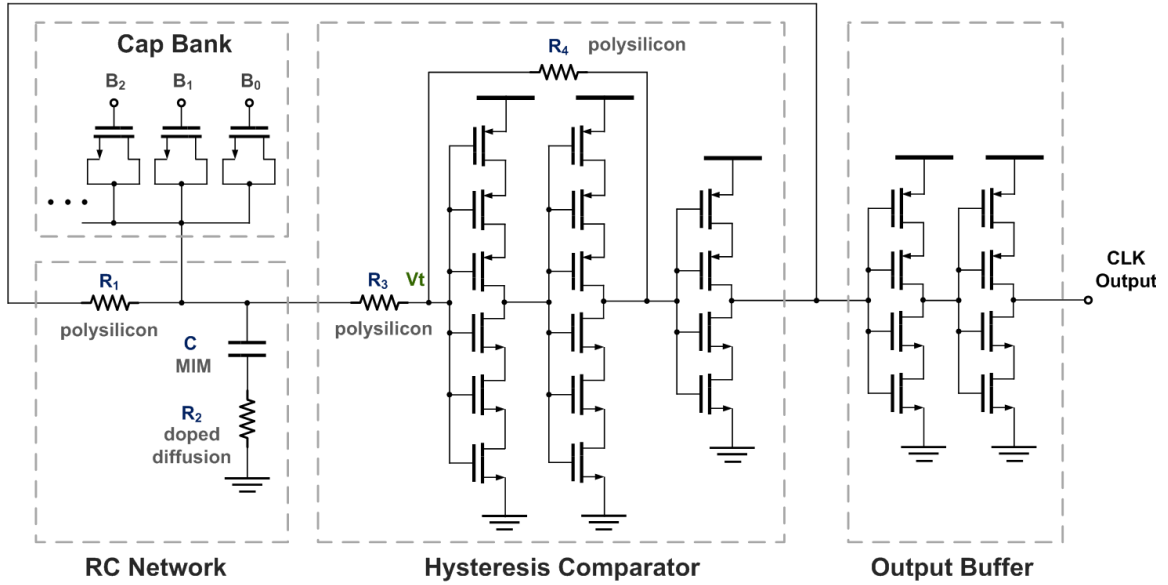 Cap Bank
B₂ B₁ B₀
R₄ polysilicon
R₁
polysilicon
C
MIM
R₂
doped
diffusion
R₃ Vt
polysilicon
CLK
Output
RC Network
Hysteresis Comparator
Output Buffer